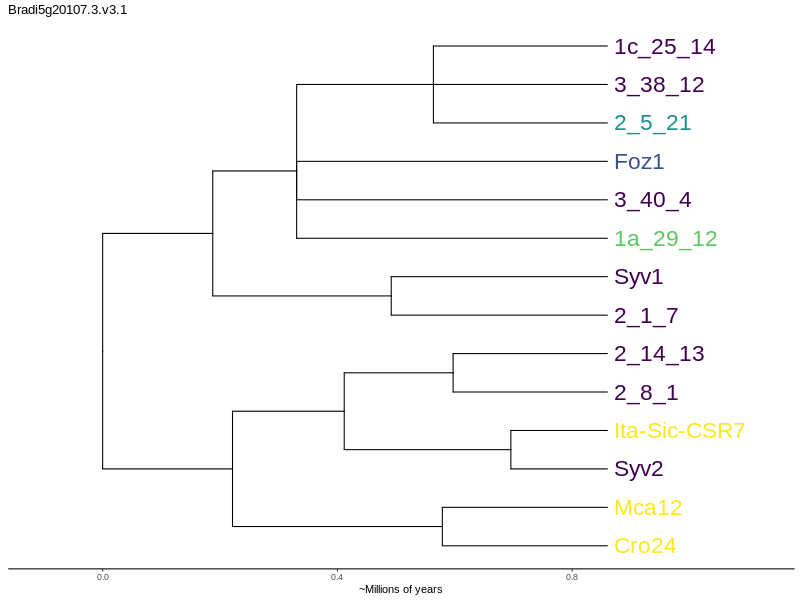 Bradi5g20107.3.v3.1
1c_25_14
3_38_12
2_5_21
Foz1
3_40_4
1a_29_12
Syv1
2_1_7
2_14_13
2_8_1
Ita-Sic-CSR7
Syv2
Mca12
Cro24
0.0 0.4 0.8
~Millions of years